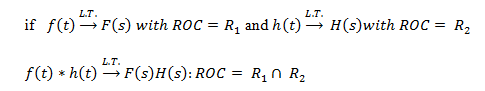 if f(t) —L.T.→ F(s) with ROC = R₁ and h(t) —L.T.→ H(s)with ROC = R₂
f(t) * h(t) —L.T.→ F(s)H(s): ROC = R₁ ∩ R₂